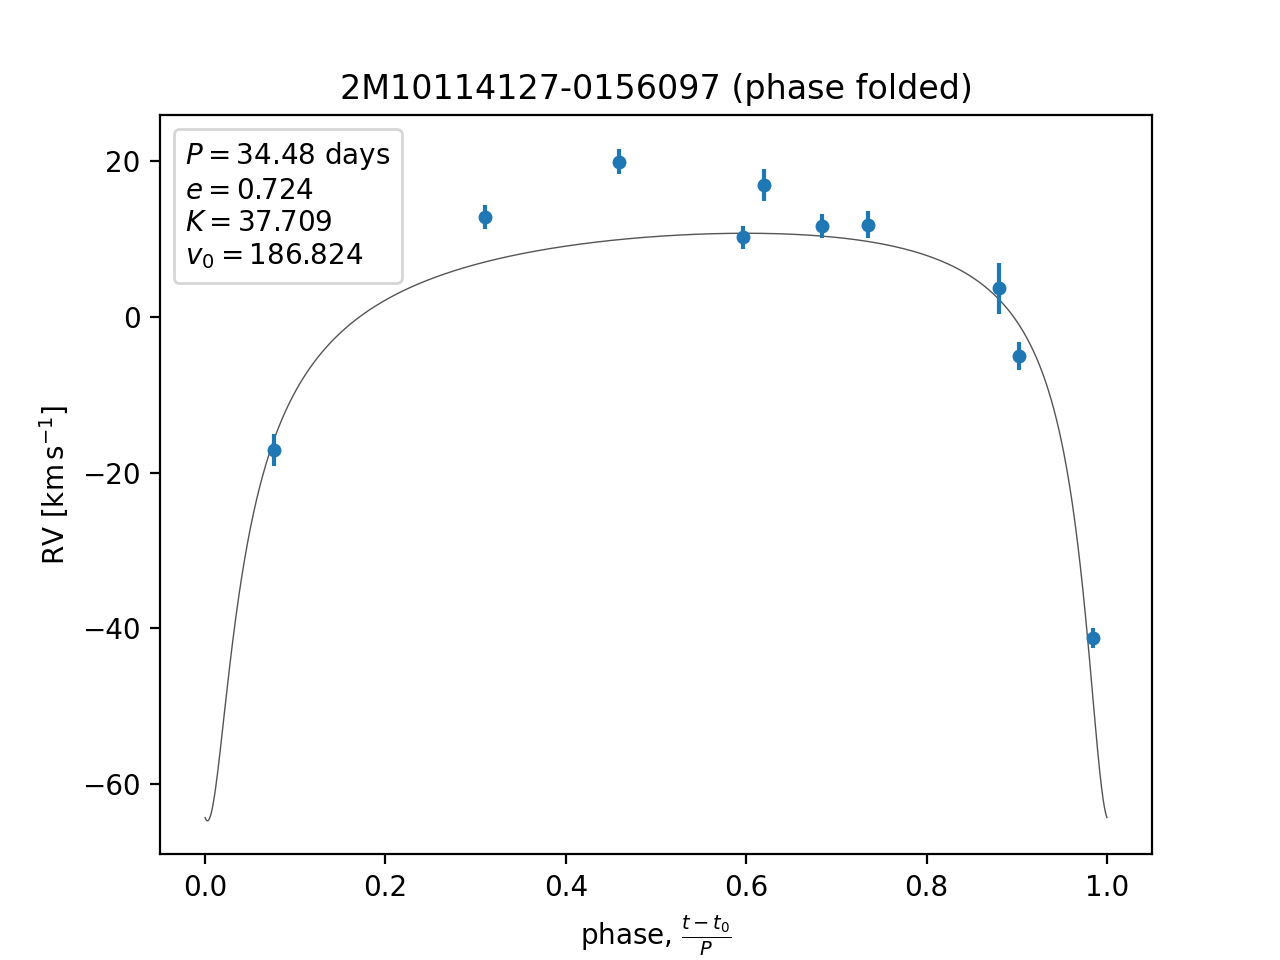 2M10114127-0156097 (phase folded)
P = 34.48 days
e = 0.724
K = 37.709
v₀ = 186.824
RV [km s⁻¹]
20
0
−20
−40
−60
0.0 0.2 0.4 0.6 0.8 1.0
phase, (t − t₀)/P